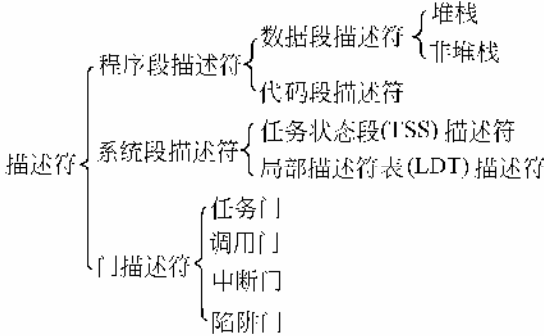 堆栈
数据段描述符
非堆栈
程序段描述符
代码段描述符
任务状态段(TSS)描述符
系统段描述符
局部描述符表(LDT)描述符
描述符
任务门
调用门
门描述符
中断门
陷阱门